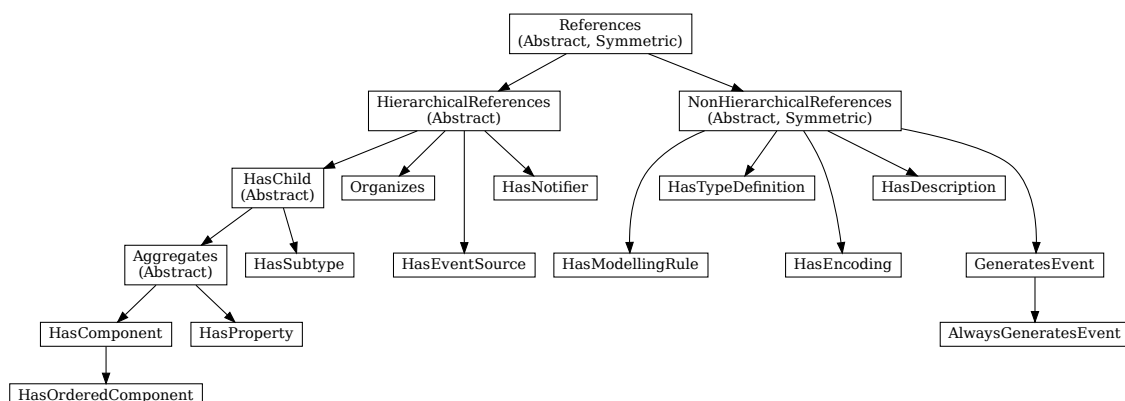 References
(Abstract, Symmetric)
HierarchicalReferences
(Abstract)
NonHierarchicalReferences
(Abstract, Symmetric)
HasChild
(Abstract)
Organizes
HasNotifier
HasTypeDefinition
HasDescription
Aggregates
(Abstract)
HasSubtype
HasEventSource
HasModellingRule
HasEncoding
GeneratesEvent
HasComponent
HasProperty
AlwaysGeneratesEvent
HasOrderedComponent